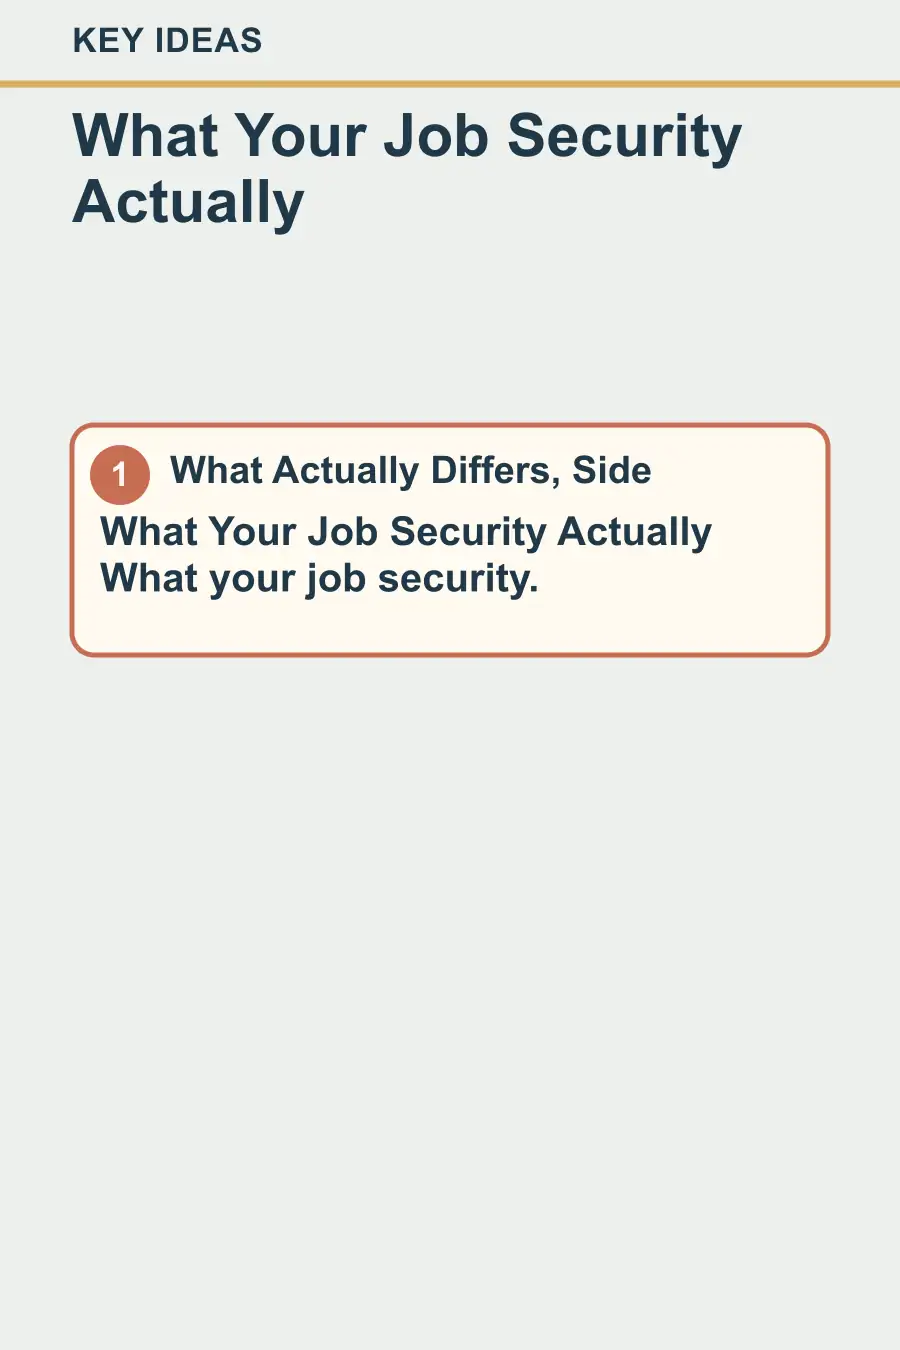 KEY IDEAS
What Your Job Security
Actually
1 What Actually Differs, Side
What Your Job Security Actually
What your job security.